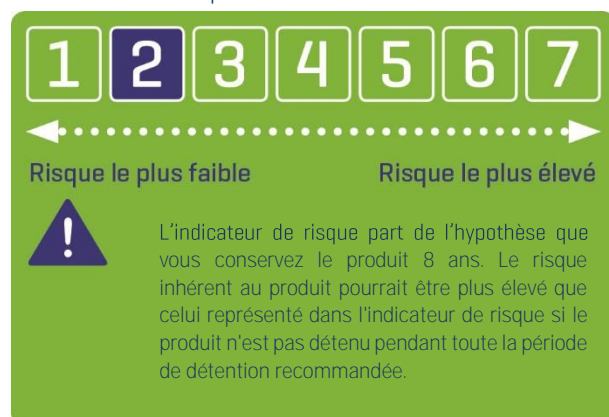 1 2 3 4 5 6 7
Risque le plus faible Risque le plus élevé
!
L'indicateur de risque part de l'hypothèse que
vous conservez le produit 8 ans. Le risque
inhérent au produit pourrait être plus élevé que
celui représenté dans l'indicateur de risque si le
produit n'est pas détenu pendant toute la période
de détention recommandée.